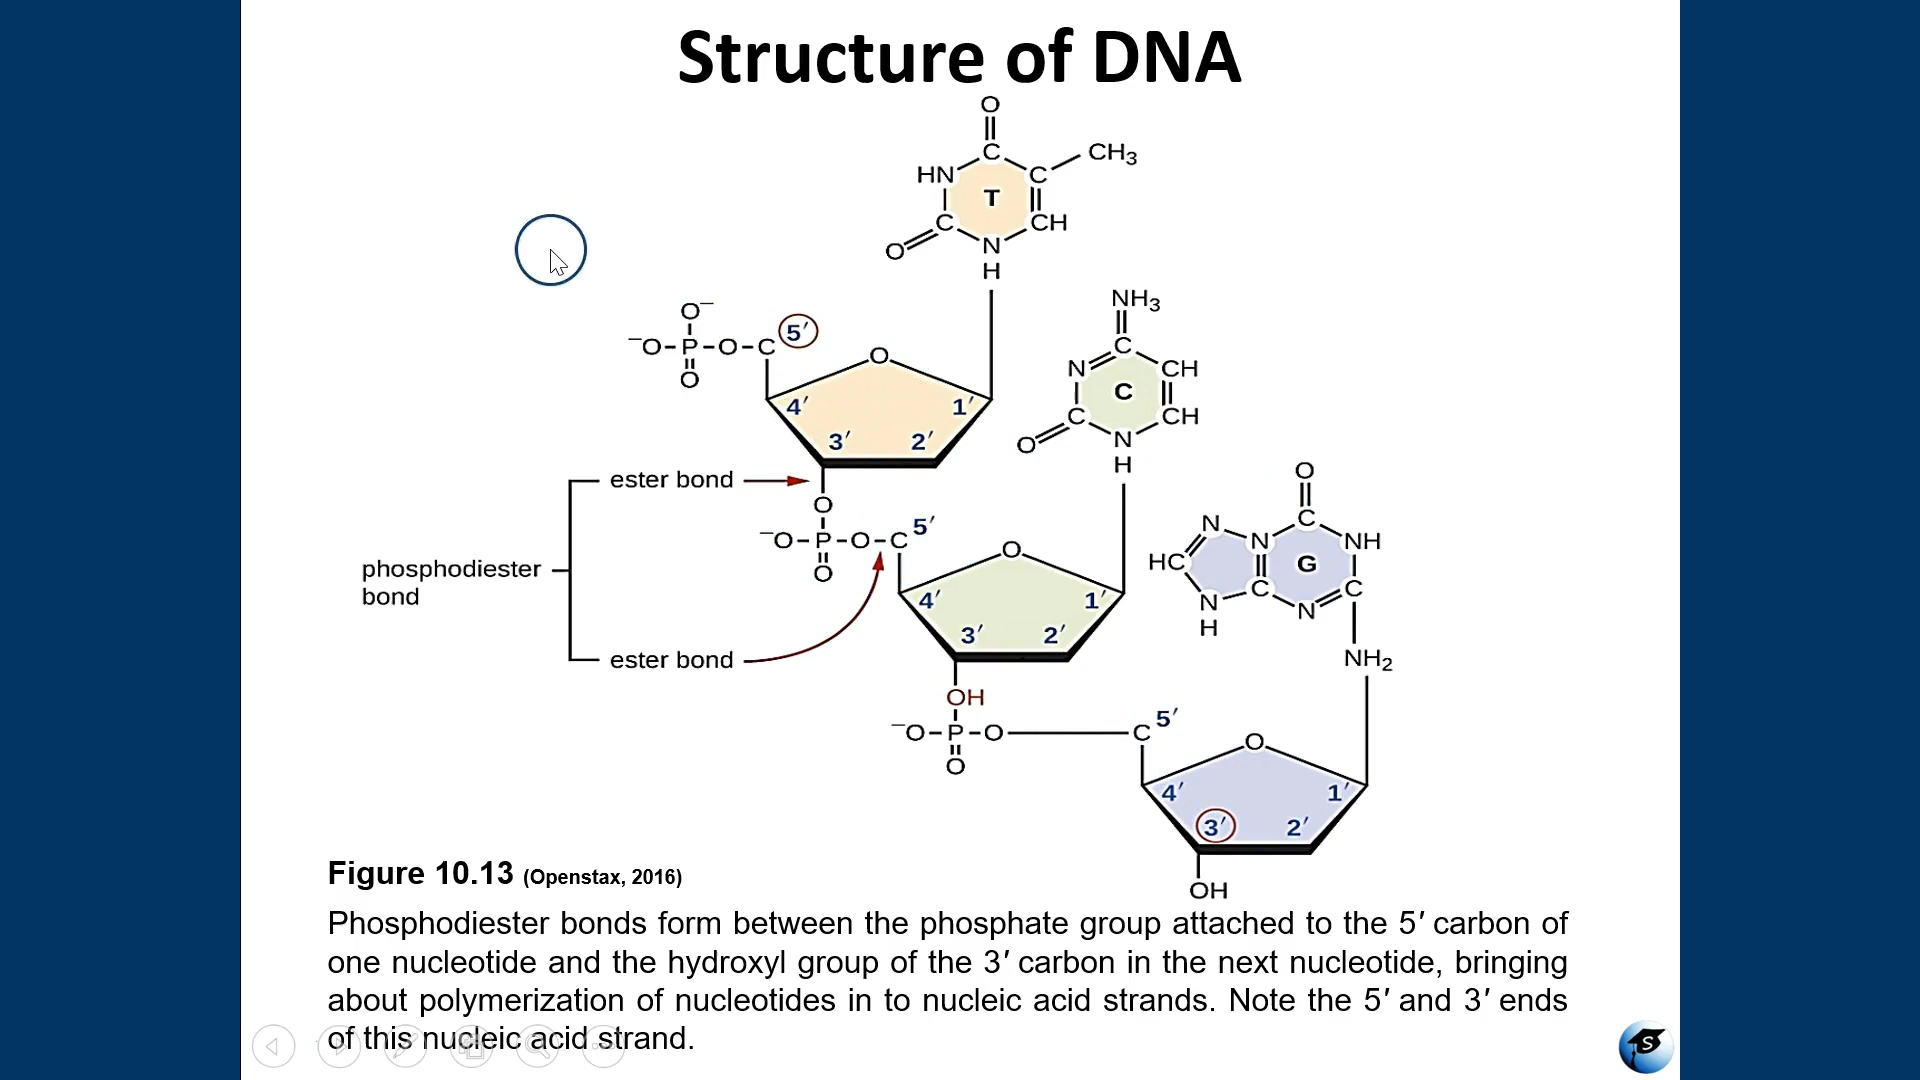 Structure of DNA
O
C
CH₃
HN
C
T
C
CH
O
N
H
NH₃
O⁻
⁻O-P-O-C
5′
O
O
C
N
CH
C
4′
1′
C
CH
3′
2′
O
N
H
O
ester bond
O
C
N
N
NH
5′
⁻O-P-O-C
O
HC
G
O
phosphodiester
bond
C
C
4′
1′
N
N
H
3′
2′
ester bond
NH₂
OH
5′
⁻O-P-O
C
O
O
4′
1′
3′
2′
OH
Figure 10.13 (Openstax, 2016)
Phosphodiester bonds form between the phosphate group attached to the 5′ carbon of
one nucleotide and the hydroxyl group of the 3′ carbon in the next nucleotide, bringing
about polymerization of nucleotides in to nucleic acid strands. Note the 5′ and 3′ ends
of this nucleic acid strand.
S